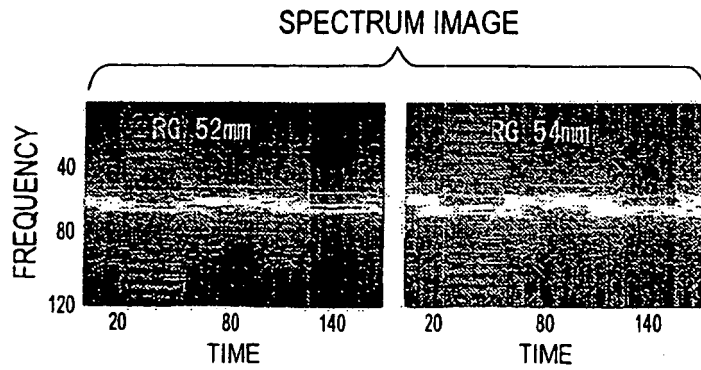 SPECTRUM IMAGE
RG 52mm
RG 54mm
FREQUENCY
40
80
120
20 80 140
20 80 140
TIME
TIME